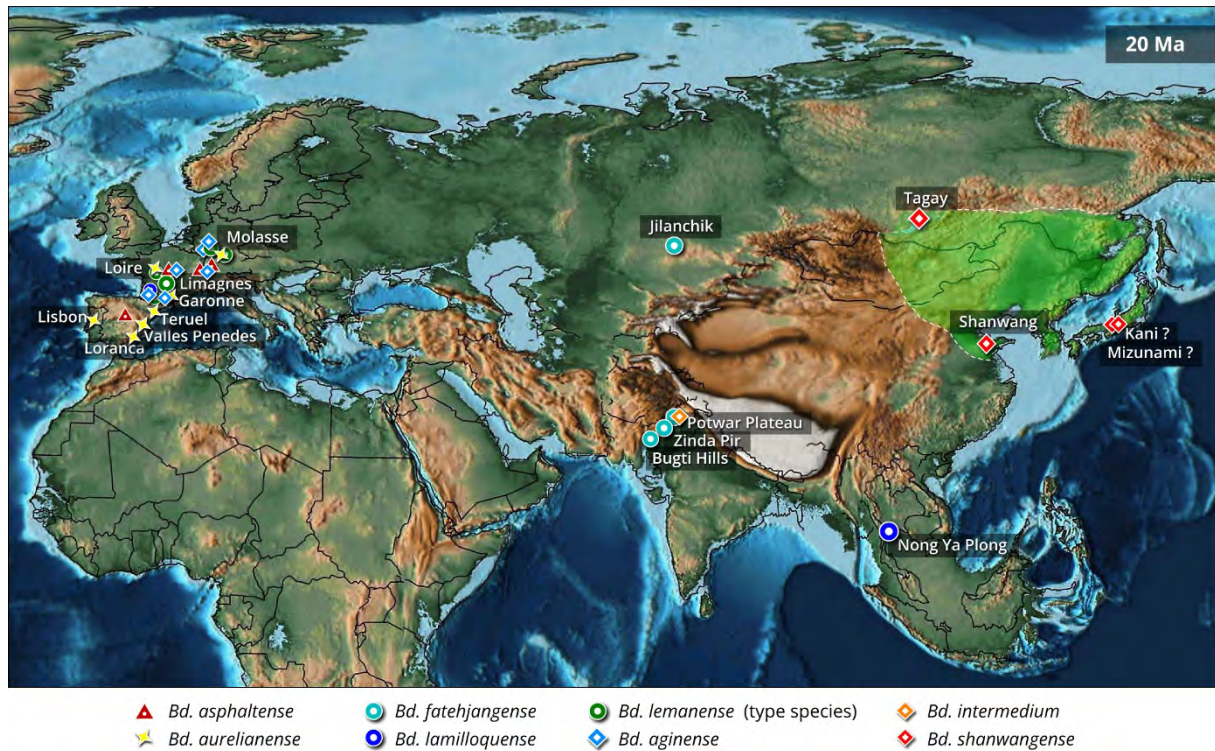 20 Ma
Tagay
Jilanchik
Molasse
Loire
Limagnes
Garonne
Lisbon
Teruel
Valles Penedes
Loranca
Shanwang
Kani ?
Mizunami ?
Potwar Plateau
Zinda Pir
Bugti Hills
Nong Ya Plong
Bd. asphaltense Bd. fatehjangense Bd. lemanense (type species) Bd. intermedium
Bd. aurelianense Bd. lamilloquense Bd. aginense Bd. shanwangense